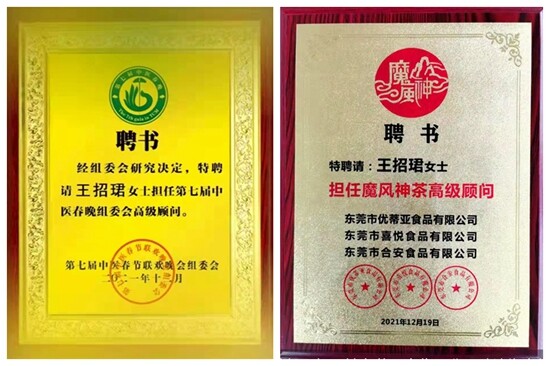 聘书
经组委会研究决定，特聘
请王招珺女士担任第七届中
医春晚组委会高级顾问。
第七届中医春节联欢晚会组委会
二〇二一年十二月
魔风山神
聘书
特聘请：王招珺女士
担任魔风神茶高级顾问
东莞市优蒂亚食品有限公司
东莞市喜悦食品有限公司
东莞市合安食品有限公司
2021年12月19日